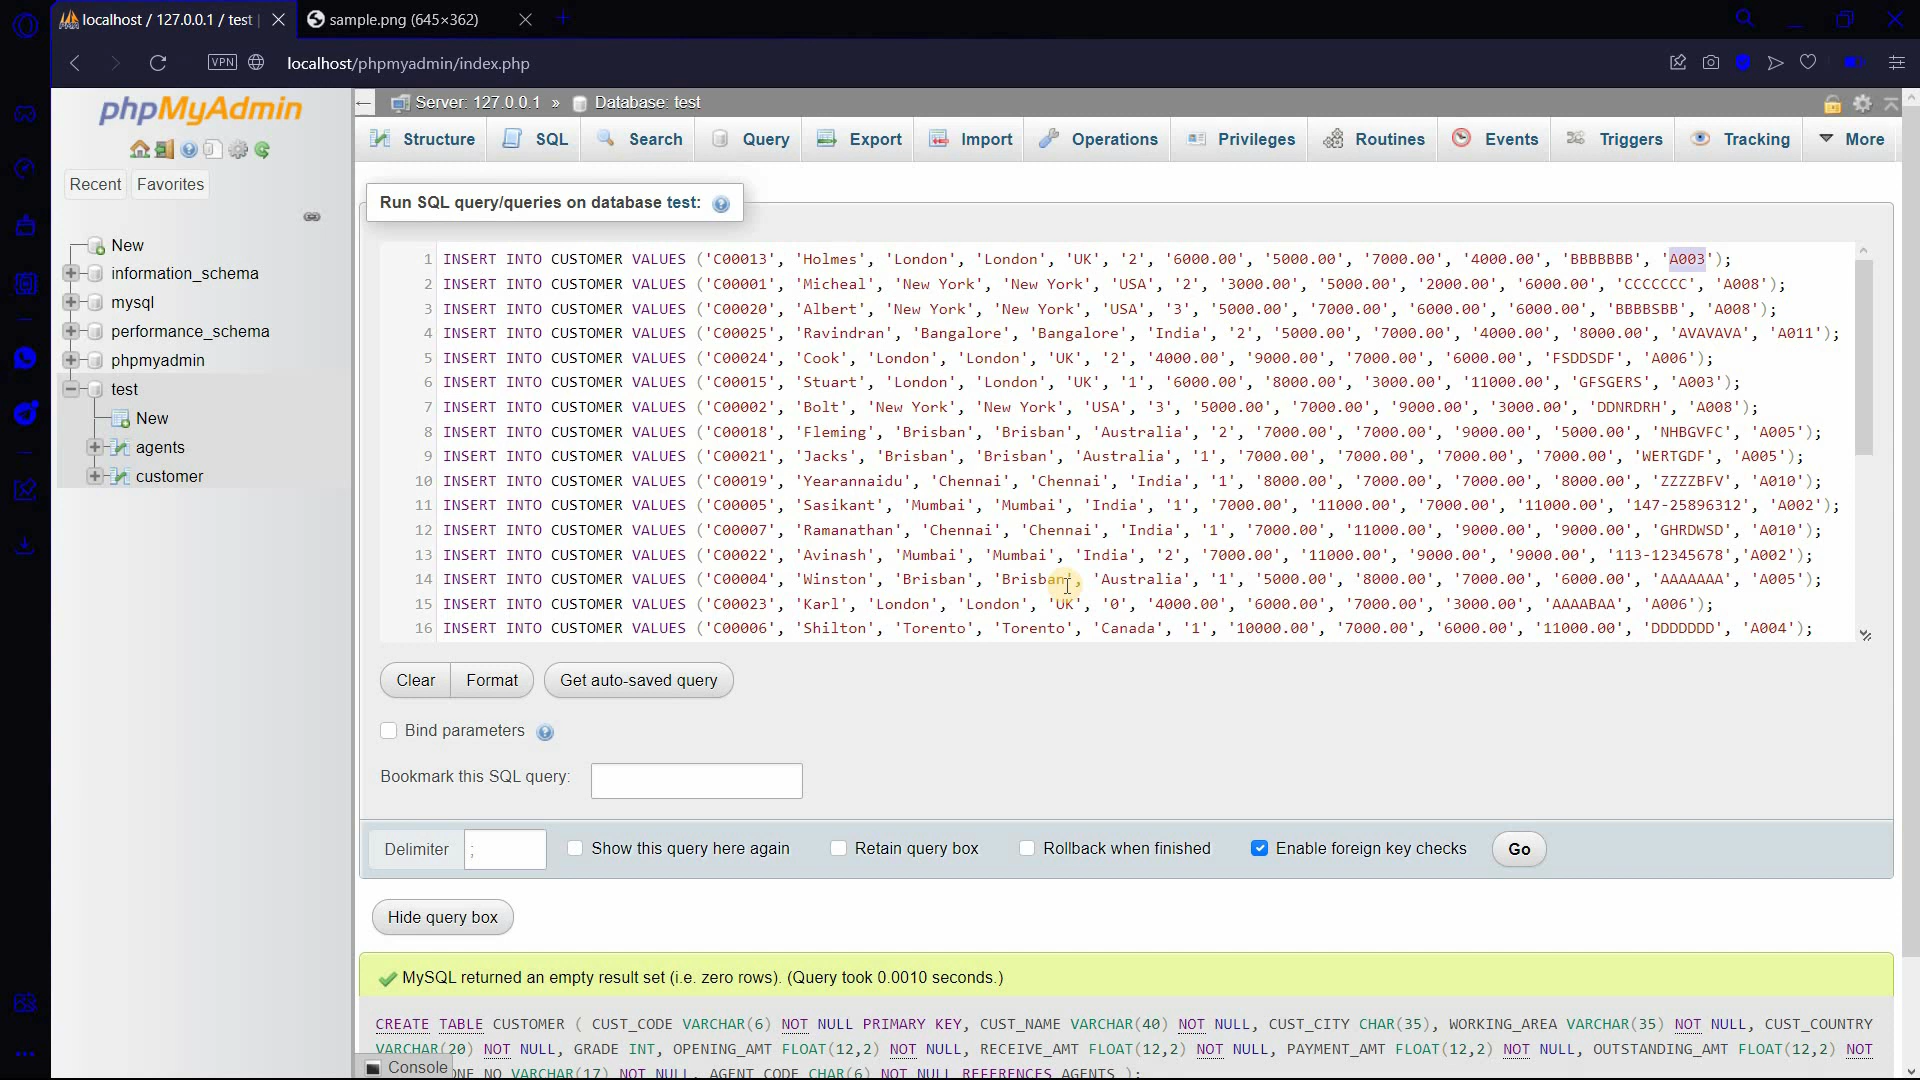 localhost / 127.0.0.1 / test
sample.png (645×362)
VPN
localhost/phpmyadmin/index.php
phpMyAdmin
Server: 127.0.0.1 » Database: test
Structure SQL Search Query Export Import Operations Privileges Routines Events Triggers Tracking More
Recent Favorites
New
information_schema
mysql
performance_schema
phpmyadmin
test
New
agents
customer
Run SQL query/queries on database test:
1 INSERT INTO CUSTOMER VALUES ('C00013', 'Holmes', 'London', 'London', 'UK', '2', '6000.00', '5000.00', '7000.00', '4000.00', 'BBBBBBB', 'A003');
2 INSERT INTO CUSTOMER VALUES ('C00001', 'Micheal', 'New York', 'New York', 'USA', '2', '3000.00', '5000.00', '2000.00', '6000.00', 'CCCCCCC', 'A008');
3 INSERT INTO CUSTOMER VALUES ('C00020', 'Albert', 'New York', 'New York', 'USA', '3', '5000.00', '7000.00', '6000.00', '6000.00', 'BBBBSBB', 'A008');
4 INSERT INTO CUSTOMER VALUES ('C00025', 'Ravindran', 'Bangalore', 'Bangalore', 'India', '2', '5000.00', '7000.00', '4000.00', '8000.00', 'AVAVAVA', 'A011');
5 INSERT INTO CUSTOMER VALUES ('C00024', 'Cook', 'London', 'London', 'UK', '2', '4000.00', '9000.00', '7000.00', '6000.00', 'FSDDSDF', 'A006');
6 INSERT INTO CUSTOMER VALUES ('C00015', 'Stuart', 'London', 'London', 'UK', '1', '6000.00', '8000.00', '3000.00', '11000.00', 'GFSGERS', 'A003');
7 INSERT INTO CUSTOMER VALUES ('C00002', 'Bolt', 'New York', 'New York', 'USA', '3', '5000.00', '7000.00', '9000.00', '3000.00', 'DDNRDRH', 'A008');
8 INSERT INTO CUSTOMER VALUES ('C00018', 'Fleming', 'Brisban', 'Brisban', 'Australia', '2', '7000.00', '7000.00', '9000.00', '5000.00', 'NHBGVFC', 'A005');
9 INSERT INTO CUSTOMER VALUES ('C00021', 'Jacks', 'Brisban', 'Brisban', 'Australia', '1', '7000.00', '7000.00', '7000.00', '7000.00', 'WERTGDF', 'A005');
10 INSERT INTO CUSTOMER VALUES ('C00019', 'Yearannaidu', 'Chennai', 'Chennai', 'India', '1', '8000.00', '7000.00', '7000.00', '8000.00', 'ZZZZBFV', 'A010');
11 INSERT INTO CUSTOMER VALUES ('C00005', 'Sasikant', 'Mumbai', 'Mumbai', 'India', '1', '7000.00', '11000.00', '7000.00', '11000.00', '147-25896312', 'A002');
12 INSERT INTO CUSTOMER VALUES ('C00007', 'Ramanathan', 'Chennai', 'Chennai', 'India', '1', '7000.00', '11000.00', '9000.00', '9000.00', 'GHRDWSD', 'A010');
13 INSERT INTO CUSTOMER VALUES ('C00022', 'Avinash', 'Mumbai', 'Mumbai', 'India', '2', '7000.00', '11000.00', '9000.00', '9000.00', '113-12345678','A002');
14 INSERT INTO CUSTOMER VALUES ('C00004', 'Winston', 'Brisban', 'Brisban', 'Australia', '1', '5000.00', '8000.00', '7000.00', '6000.00', 'AAAAAAA', 'A005');
15 INSERT INTO CUSTOMER VALUES ('C00023', 'Karl', 'London', 'London', 'UK', '0', '4000.00', '6000.00', '7000.00', '3000.00', 'AAAABAA', 'A006');
16 INSERT INTO CUSTOMER VALUES ('C00006', 'Shilton', 'Torento', 'Torento', 'Canada', '1', '10000.00', '7000.00', '6000.00', '11000.00', 'DDDDDDD', 'A004');
Clear Format Get auto-saved query
Bind parameters
Bookmark this SQL query:
Delimiter ; Show this query here again Retain query box Rollback when finished Enable foreign key checks Go
Hide query box
MySQL returned an empty result set (i.e. zero rows). (Query took 0.0010 seconds.)
CREATE TABLE CUSTOMER ( CUST_CODE VARCHAR(6) NOT NULL PRIMARY KEY, CUST_NAME VARCHAR(40) NOT NULL, CUST_CITY CHAR(35), WORKING_AREA VARCHAR(35) NOT NULL, CUST_COUNTRY
VARCHAR(20) NOT NULL, GRADE INT, OPENING_AMT FLOAT(12,2) NOT NULL, RECEIVE_AMT FLOAT(12,2) NOT NULL, PAYMENT_AMT FLOAT(12,2) NOT NULL, OUTSTANDING_AMT FLOAT(12,2) NOT
Console NO VARCHAR(17) NOT NULL, AGENT_CODE CHAR(6) NOT NULL REFERENCES AGENTS );